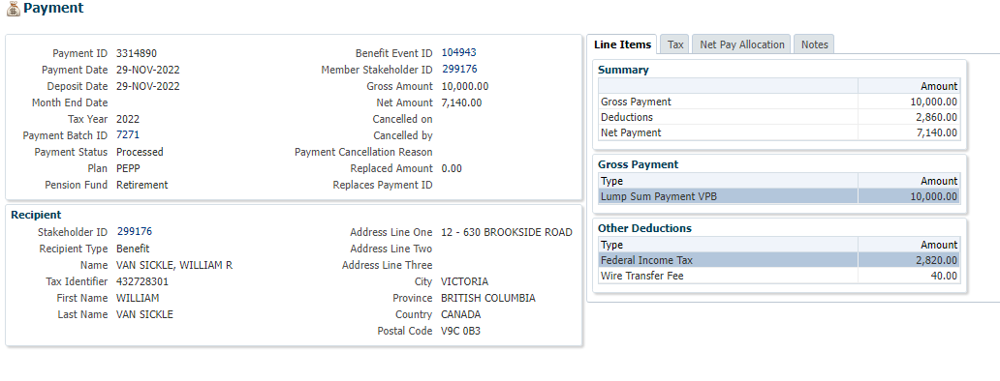 Payment
Payment ID 3314890
Payment Date 29-NOV-2022
Deposit Date 29-NOV-2022
Month End Date
Tax Year 2022
Payment Batch ID 7271
Payment Status Processed
Plan PEPP
Pension Fund Retirement
Benefit Event ID 104943
Member Stakeholder ID 299176
Gross Amount 10,000.00
Net Amount 7,140.00
Cancelled on
Cancelled by
Payment Cancellation Reason
Replaced Amount 0.00
Replaces Payment ID
Recipient
Stakeholder ID 299176
Recipient Type Benefit
Name VAN SICKLE, WILLIAM R
Tax Identifier 432728301
First Name WILLIAM
Last Name VAN SICKLE
Address Line One 12 - 630 BROOKSIDE ROAD
Address Line Two
Address Line Three
City VICTORIA
Province BRITISH COLUMBIA
Country CANADA
Postal Code V9C 0B3
Line Items Tax Net Pay Allocation Notes
Summary
Amount
Gross Payment 10,000.00
Deductions 2,860.00
Net Payment 7,140.00
Gross Payment
Type Amount
Lump Sum Payment VPB 10,000.00
Other Deductions
Type Amount
Federal Income Tax 2,820.00
Wire Transfer Fee 40.00